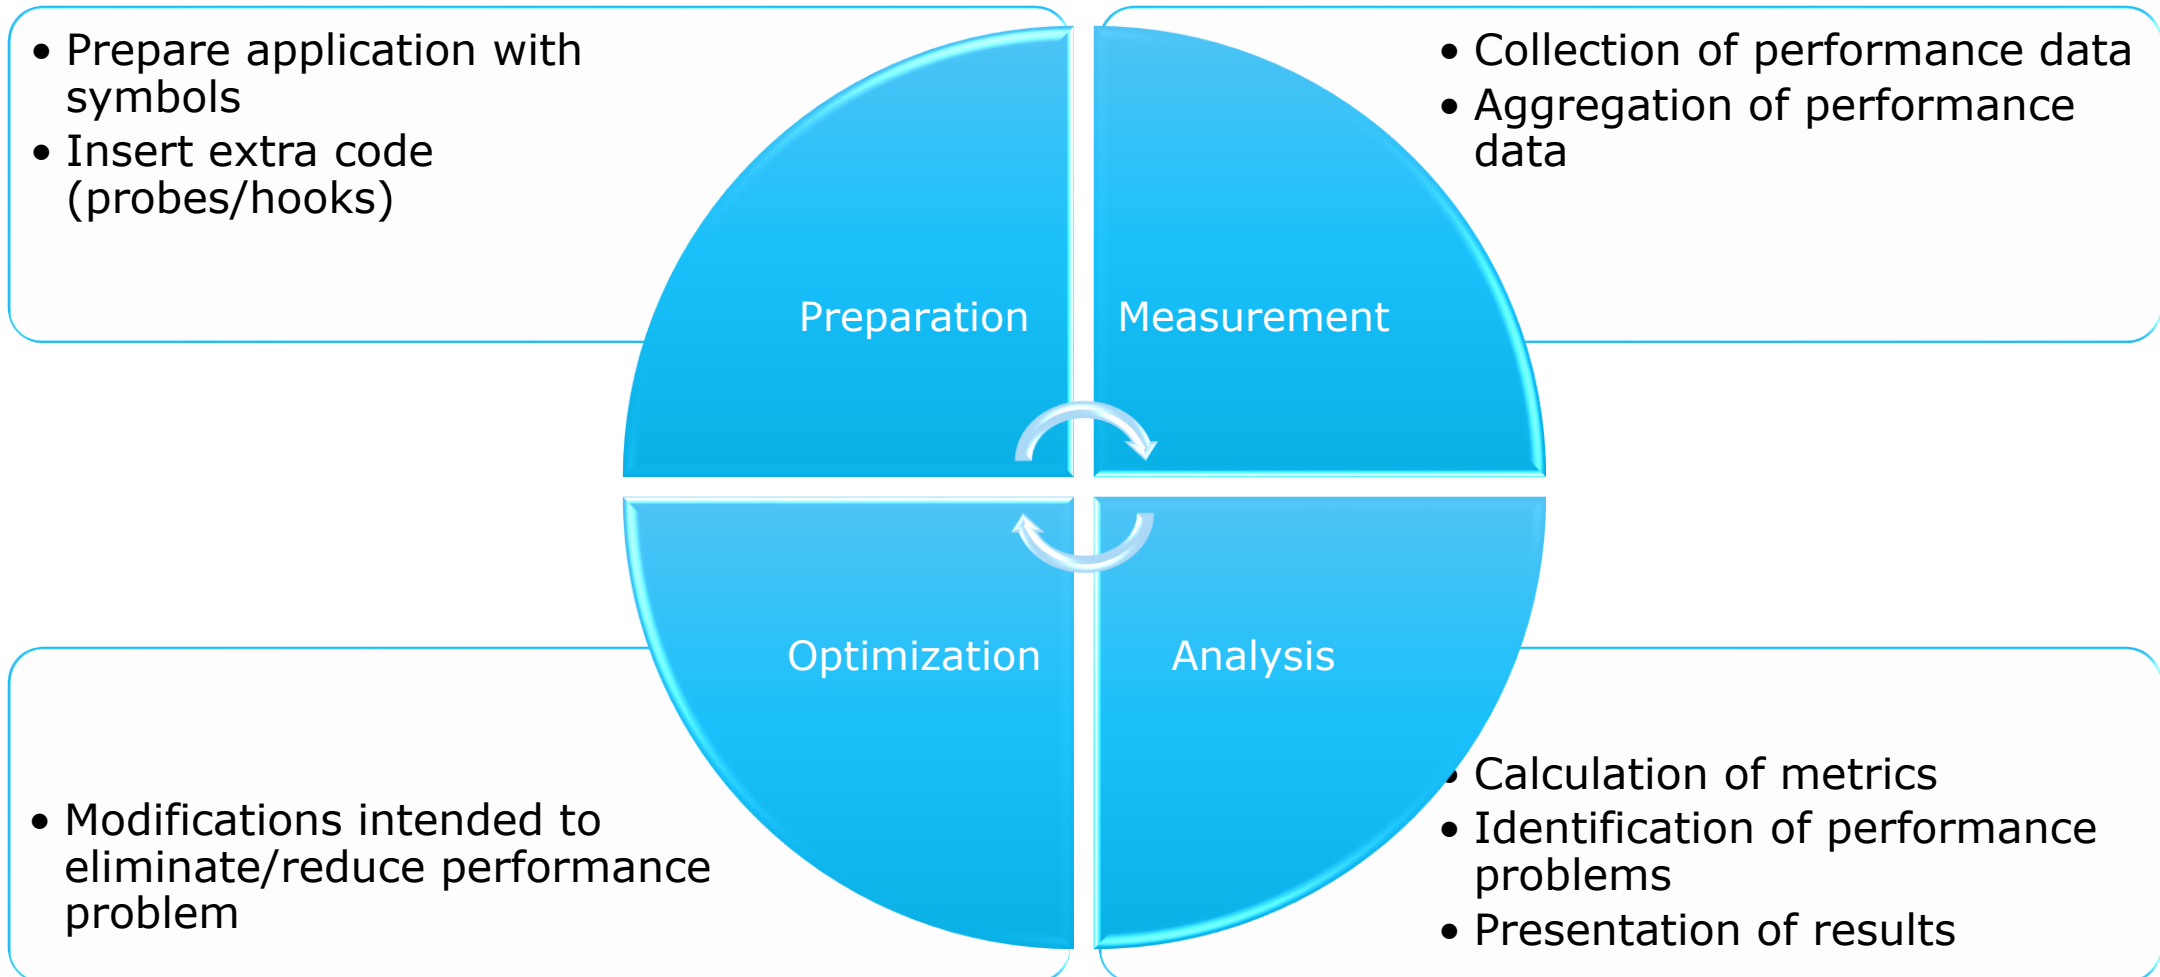 • Prepare application with
symbols
• Insert extra code
(probes/hooks)
• Collection of performance data
• Aggregation of performance
data
Preparation
Measurement
Optimization
Analysis
• Modifications intended to
eliminate/reduce performance
problem
• Calculation of metrics
• Identification of performance
problems
• Presentation of results